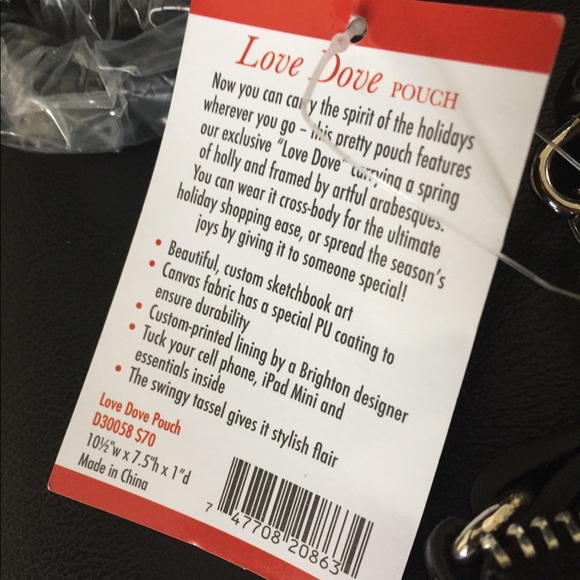 Love Dove POUCH
Now you can carry the spirit of the holidays
wherever you go – this pretty pouch features
our exclusive "Love Dove" carrying a spring
of holly and framed by artful arabesques.
You can wear it cross-body for the ultimate
holiday shopping ease, or spread the season's
joys by giving it to someone special!
• Beautiful, custom sketchbook art
• Canvas fabric has a special PU coating to
ensure durability
• Custom-printed lining by a Brighton designer
• Tuck your cell phone, iPad Mini and
essentials inside
• The swingy tassel gives it stylish flair
Love Dove Pouch
D30058 $70
10½"w x 7.5"h x 1"d
Made in China
7 47708 20863